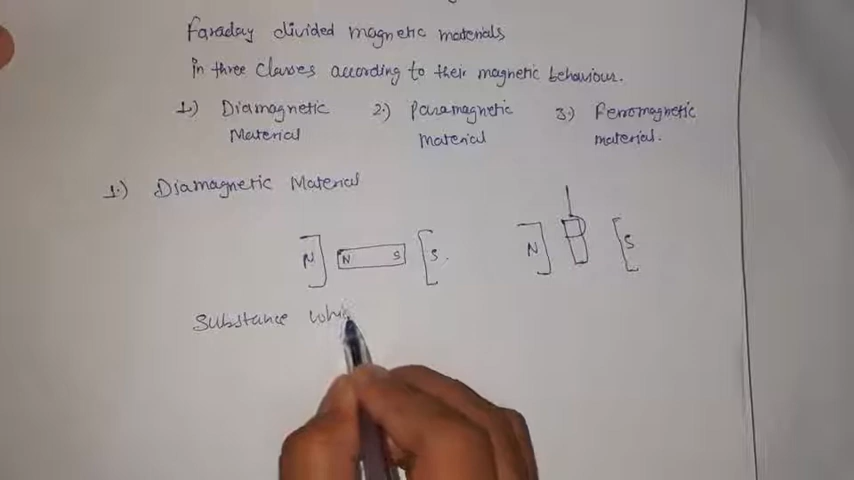 Faraday divided magnetic materials
in three classes according to their magnetic behaviour.
1.) Diamagnetic 2.) Paramagnetic 3.) Ferromagnetic
Material material material.
1.) Diamagnetic Material
N N S S N S
Substance whi